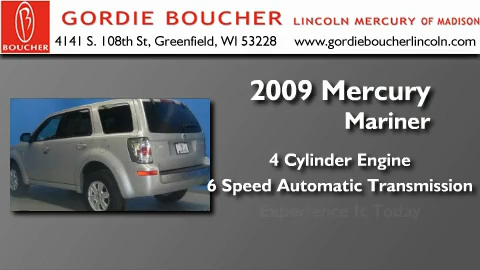 BOUCHER
GORDIE BOUCHER LINCOLN MERCURY OF MADISON
4141 S. 108th St, Greenfield, WI 53228 www.gordieboucherlincoln.com
2009 Mercury
Mariner
4 Cylinder Engine
6 Speed Automatic Transmission
Experience It Today